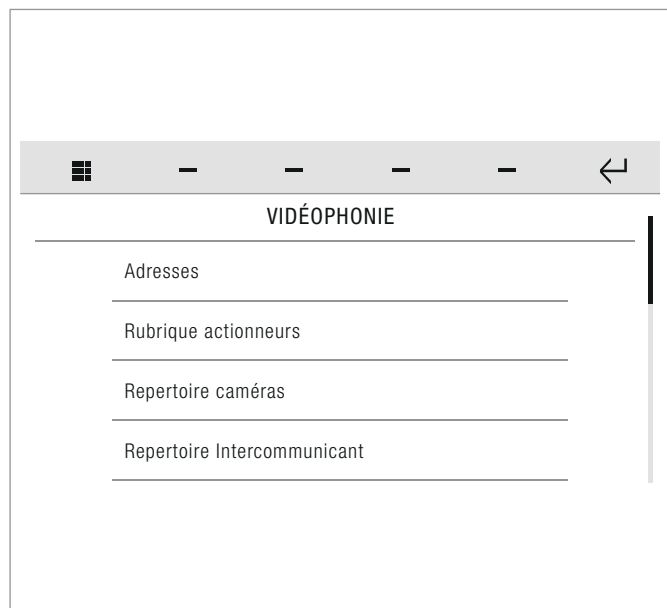 VIDÉOPHONIE
Adresses
Rubrique actionneurs
Repertoire caméras
Repertoire Intercommunicant